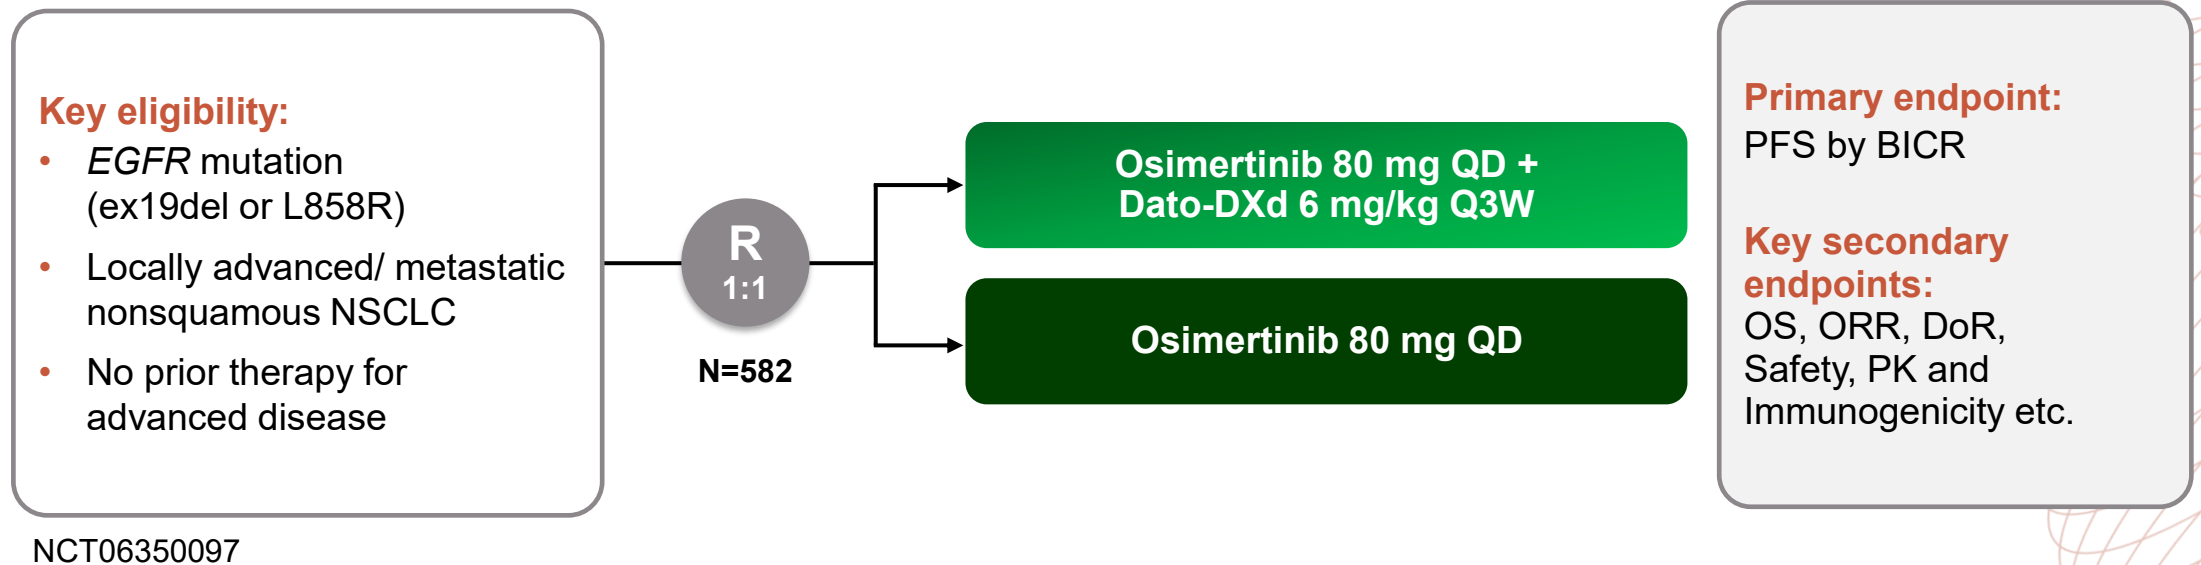 Key eligibility:
• EGFR mutation
(ex19del or L858R)
• Locally advanced/ metastatic
nonsquamous NSCLC
• No prior therapy for
advanced disease
R
1:1
N=582
Osimertinib 80 mg QD +
Dato-DXd 6 mg/kg Q3W
Osimertinib 80 mg QD
Primary endpoint:
PFS by BICR
Key secondary
endpoints:
OS, ORR, DoR,
Safety, PK and
Immunogenicity etc.
NCT06350097